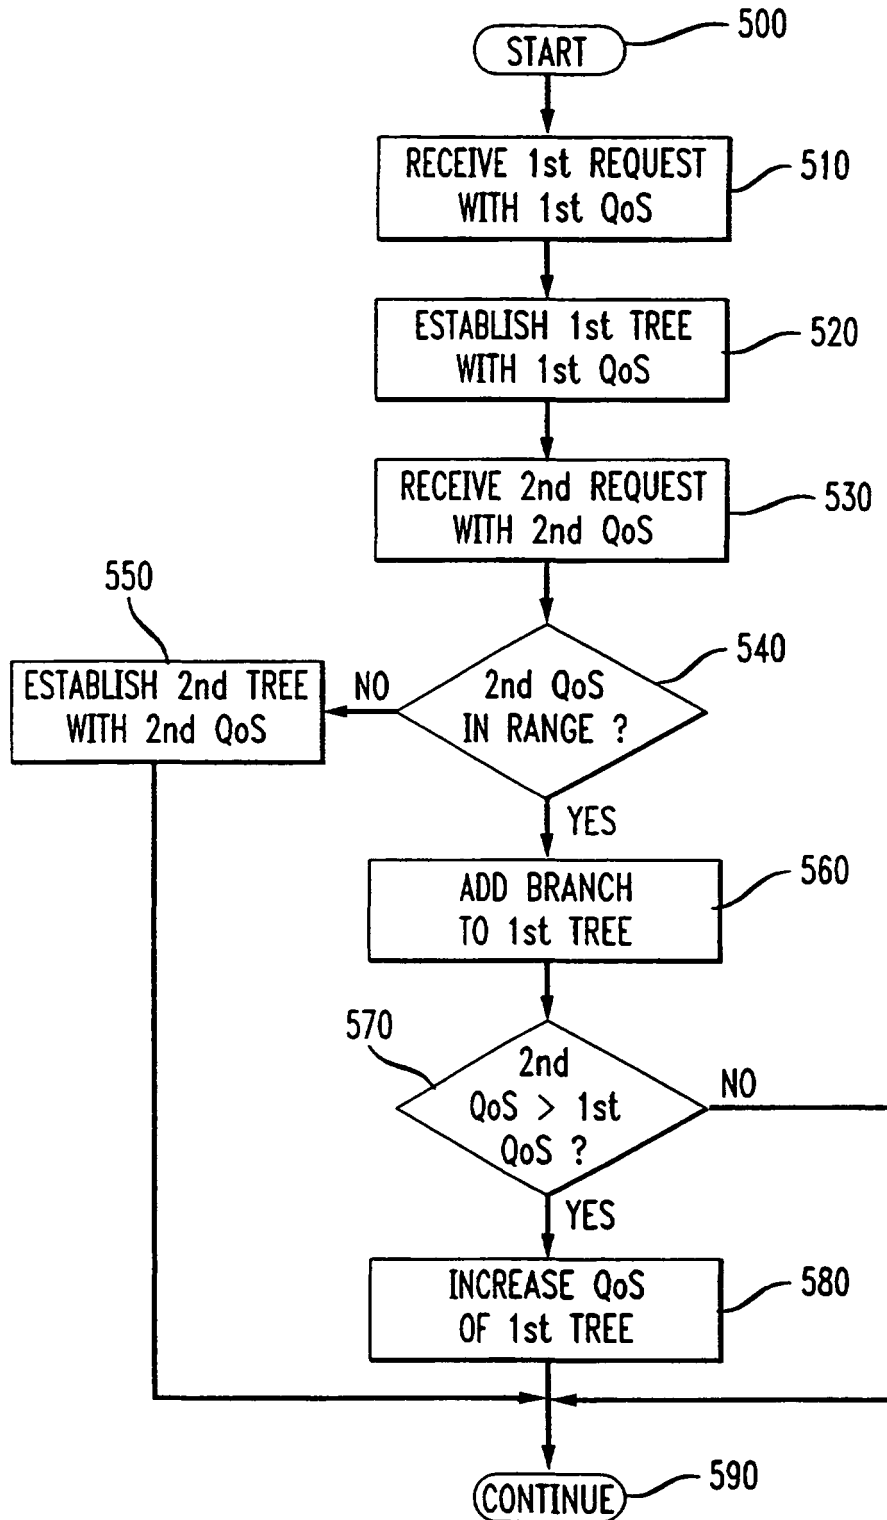 500
START
RECEIVE 1st REQUEST
WITH 1st QoS
510
ESTABLISH 1st TREE
WITH 1st QoS
520
RECEIVE 2nd REQUEST
WITH 2nd QoS
530
550
ESTABLISH 2nd TREE
WITH 2nd QoS
NO
2nd QoS
IN RANGE ?
540
YES
ADD BRANCH
TO 1st TREE
560
570
2nd
QoS > 1st
QoS ?
NO
YES
INCREASE QoS
OF 1st TREE
580
CONTINUE
590